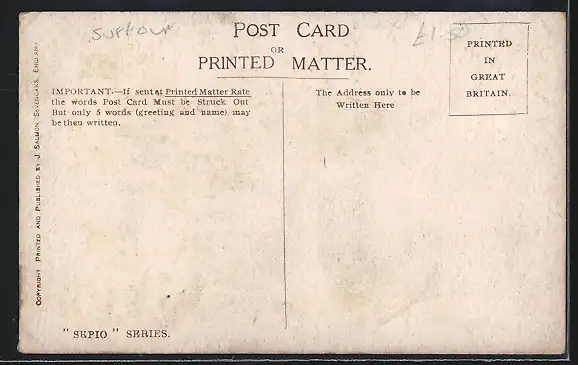 SUFFOLK
£1.50
POST CARD
OR
PRINTED MATTER.
PRINTED
IN
GREAT
BRITAIN.
IMPORTANT.—If sent at Printed Matter Rate
the words Post Card Must be Struck Out
But only 5 words (greeting and name) may
be then written.
The Address only to be
Written Here
COPYRIGHT PRINTED AND PUBLISHED BY J. SALMON, SEVENOAKS, ENGLAND
" SEPIO " SERIES.